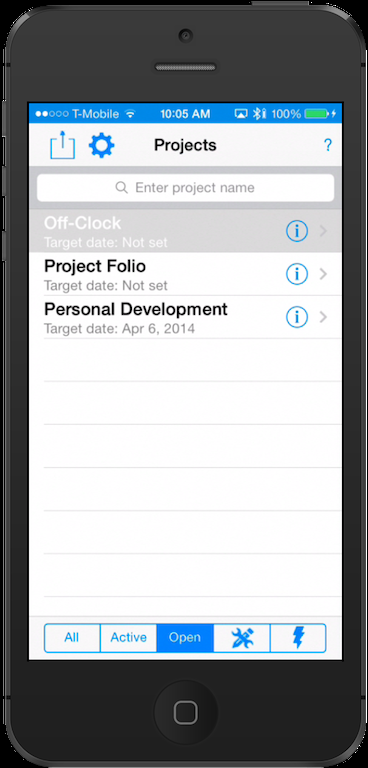 T-Mobile 10:05 AM 100%
Projects ?
Enter project name
Off-Clock
Target date: Not set
Project Folio
Target date: Not set
Personal Development
Target date: Apr 6, 2014
All Active Open